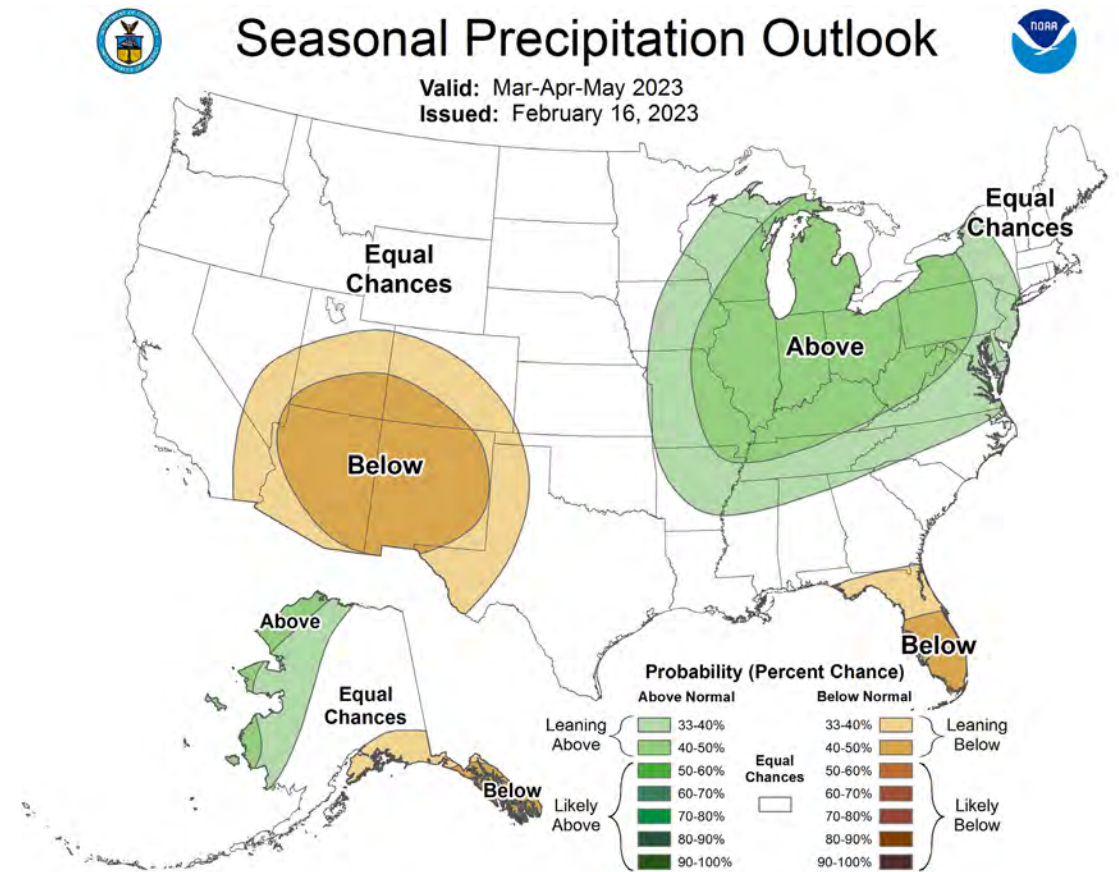 Seasonal Precipitation Outlook
NOAA
Valid: Mar-Apr-May 2023
Issued: February 16, 2023
Equal
Chances
Equal
Chances
Above
Below
Above
Equal
Chances
Below
Below
Probability (Percent Chance)
Above Normal
Below Normal
Leaning
Above
33-40%
40-50%
Likely
Above
50-60%
60-70%
70-80%
80-90%
90-100%
Equal
Chances
33-40%
40-50%
Leaning
Below
50-60%
60-70%
70-80%
80-90%
90-100%
Likely
Below